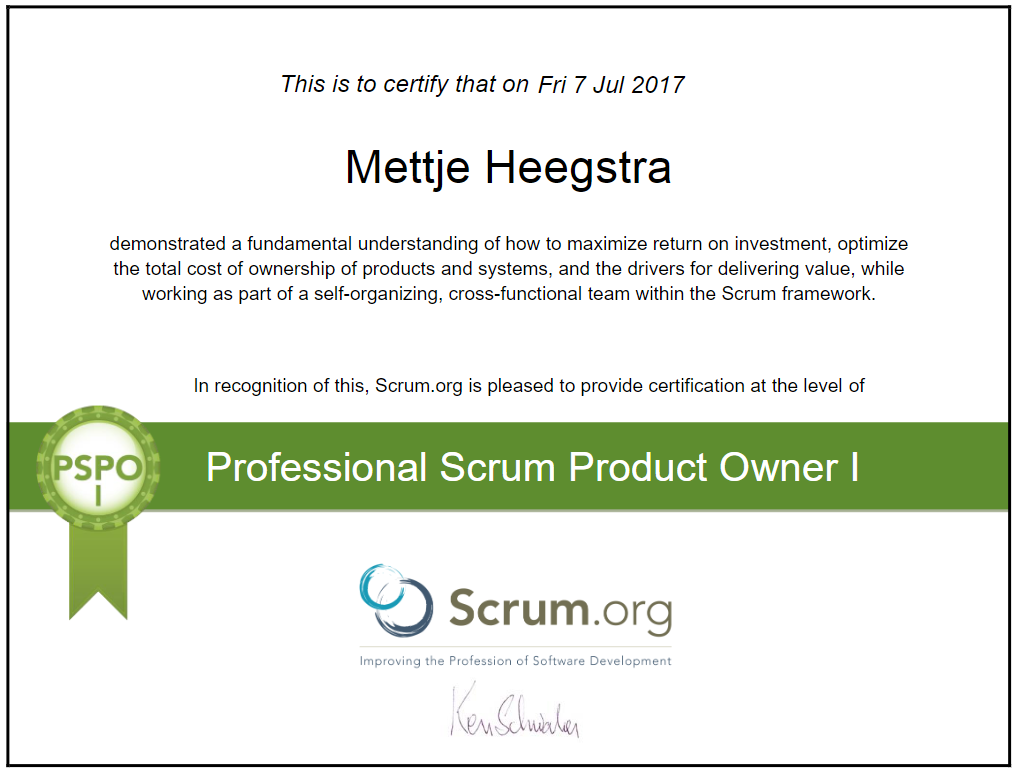 This is to certify that on Fri 7 Jul 2017
Mettje Heegstra
demonstrated a fundamental understanding of how to maximize return on investment, optimize
the total cost of ownership of products and systems, and the drivers for delivering value, while
working as part of a self-organizing, cross-functional team within the Scrum framework.
In recognition of this, Scrum.org is pleased to provide certification at the level of
PSPO
I
Professional Scrum Product Owner I
Scrum.org
Improving the Profession of Software Development
Ken Schwaber